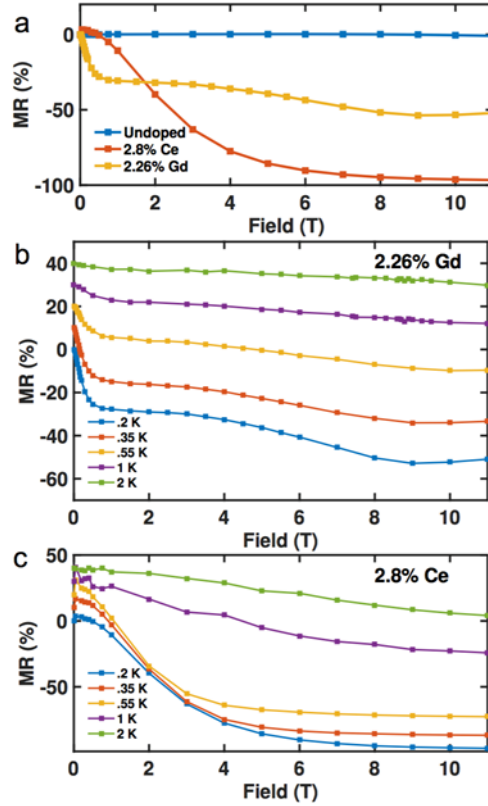 a
0
-50
-100
MR (%)
Undoped
2.8% Ce
2.26% Gd
0 2 4 6 8 10
Field (T)
b
2.26% Gd
40
20
0
-20
-40
-60
MR (%)
.2 K
.35 K
.55 K
1 K
2 K
0 2 4 6 8 10
Field (T)
c
2.8% Ce
50
0
-50
MR (%)
.2 K
.35 K
.55 K
1 K
2 K
0 2 4 6 8 10
Field (T)